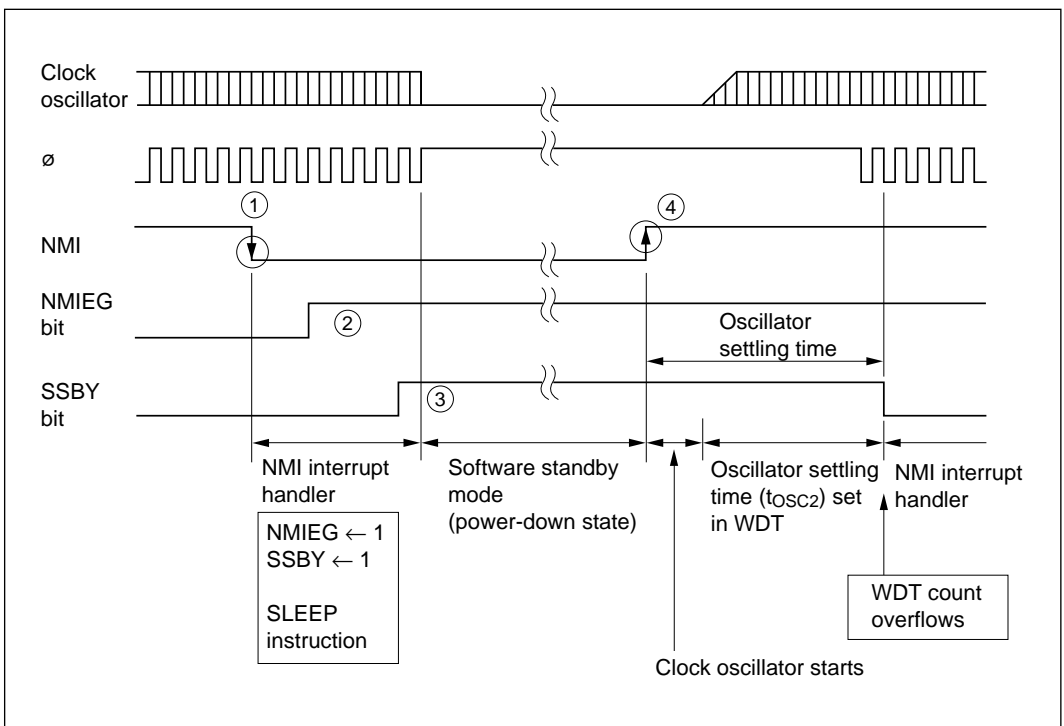 Clock
oscillator
ø
①
④
NMI
NMIEG
bit
②
Oscillator
settling time
SSBY
bit
③
NMI interrupt
handler
Software standby
mode
(power-down state)
Oscillator settling
time (tOSC2) set
in WDT
NMI interrupt
handler
NMIEG ← 1
SSBY ← 1
SLEEP
instruction
WDT count
overflows
Clock oscillator starts